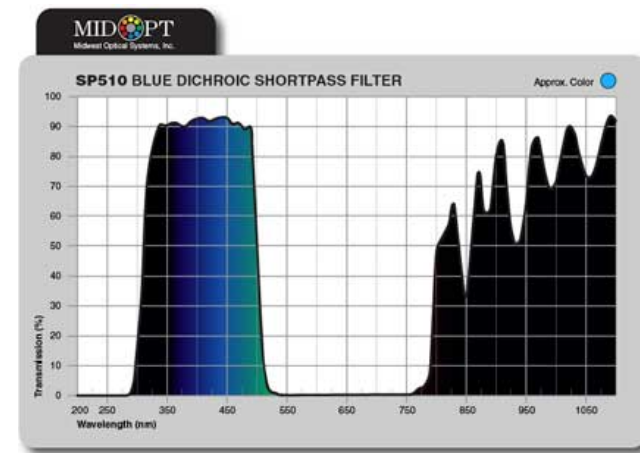 MIDOPT
Midwest Optical Systems, Inc.
SP510 BLUE DICHROIC SHORTPASS FILTER
Approx. Color
100
90
80
70
60
50
40
30
20
10
0
Transmission (%)
200 250 350 450 550 650 750 850 950 1050
Wavelength (nm)